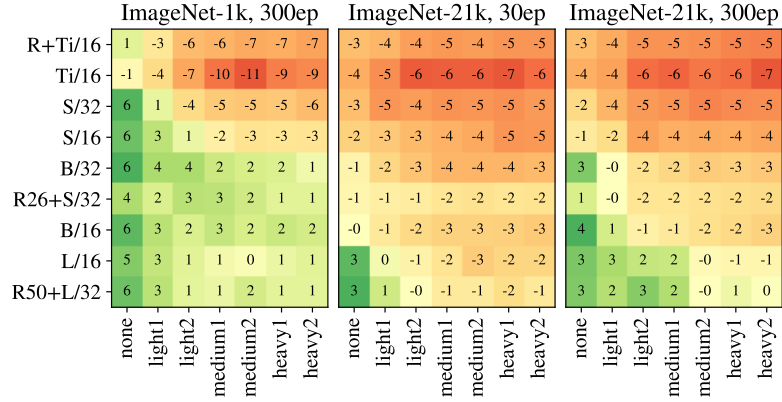 ImageNet-1k, 300ep ImageNet-21k, 30ep ImageNet-21k, 300ep
R+Ti/16 1 -3 -6 -6 -7 -7 -7 -3 -4 -4 -4 -5 -5 -5 -3 -4 -5 -5 -5 -5 -5
Ti/16 -1 -4 -7 -10 -11 -9 -9 -4 -5 -6 -6 -6 -7 -6 -4 -4 -6 -6 -6 -6 -7
S/32 6 1 -4 -5 -5 -5 -6 -3 -5 -4 -5 -5 -5 -5 -2 -4 -5 -5 -5 -5 -5
S/16 6 3 1 -2 -3 -3 -3 -2 -3 -3 -4 -4 -5 -5 -1 -2 -4 -4 -4 -4 -4
B/32 6 4 4 2 2 2 1 -1 -2 -3 -4 -4 -4 -3 3 -0 -2 -2 -3 -3 -3
R26+S/32 4 2 3 3 2 1 1 -1 -1 -1 -2 -2 -2 -2 1 -0 -2 -2 -2 -2 -2
B/16 6 3 2 3 2 2 2 -0 -1 -2 -3 -3 -3 -3 4 1 -1 -1 -2 -2 -3
L/16 5 3 1 1 0 1 1 3 0 -1 -2 -3 -2 -2 3 3 2 2 -0 -1 -1
R50+L/32 6 3 1 1 2 1 1 3 1 -0 -1 -1 -2 -1 3 2 3 2 -0 1 0
none light1 light2 medium1 medium2 heavy1 heavy2 none light1 light2 medium1 medium2 heavy1 heavy2 none light1 light2 medium1 medium2 heavy1 heavy2